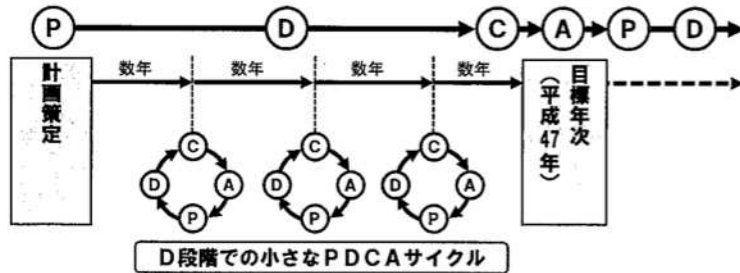 P D C A P D
計画策定
数年 数年 数年 数年
目標年次
(平成47年)
C
D A
P
C
D A
P
C
D A
P
D段階での小さなPDCAサイクル